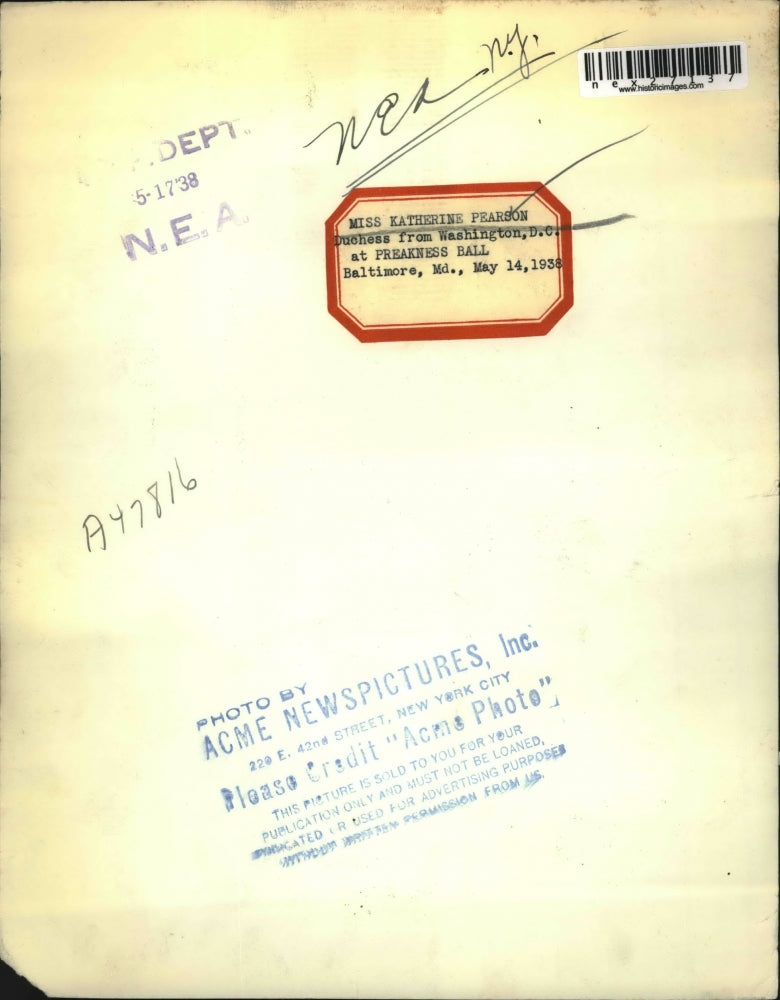 NEA N.Y.
nex27137
www.historicimages.com
.DEPT.
5-17'38
N.E.A.
MISS KATHERINE PEARSON
Duchess from Washington,D.C.
at PREAKNESS BALL
Baltimore, Md., May 14,1938
A47816
PHOTO BY
ACME NEWSPICTURES, Inc.
220 E. 42nd STREET, NEW YORK CITY
Please Credit "Acme Photo"
THIS PICTURE IS SOLD TO YOU FOR YOUR
PUBLICATION ONLY AND MUST NOT BE LOANED,
SYNDICATED OR USED FOR ADVERTISING PURPOSES
WITHOUT WRITTEN PERMISSION FROM US.